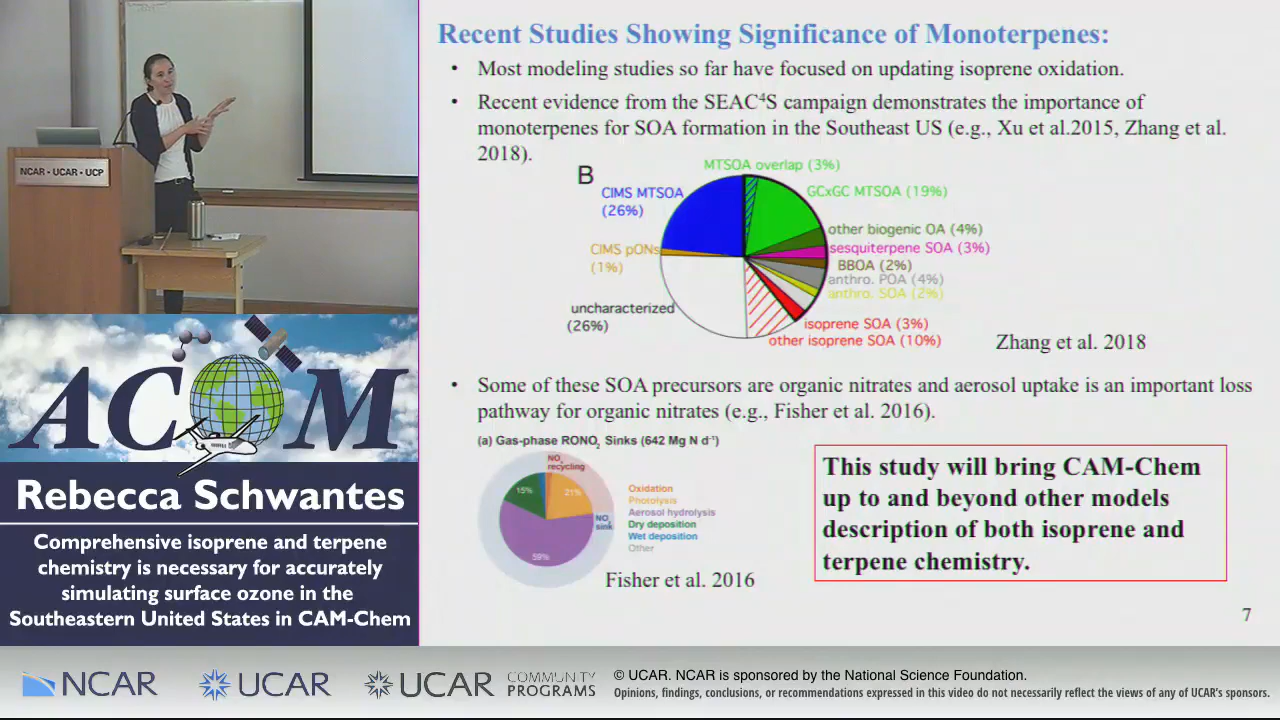 Recent Studies Showing Significance of Monoterpenes:
• Most modeling studies so far have focused on updating isoprene oxidation.
• Recent evidence from the SEAC⁴S campaign demonstrates the importance of
monoterpenes for SOA formation in the Southeast US (e.g., Xu et al.2015, Zhang et al.
2018).
B
MTSOA overlap (3%)
CIMS MTSOA
(26%)
GCxGC MTSOA (19%)
other biogenic OA (4%)
sesquiterpene SOA (3%)
CIMS pONs
(1%)
BBOA (2%)
anthro. POA (4%)
anthro. SOA (2%)
uncharacterized
(26%)
isoprene SOA (3%)
other isoprene SOA (10%)
Zhang et al. 2018
• Some of these SOA precursors are organic nitrates and aerosol uptake is an important loss
pathway for organic nitrates (e.g., Fisher et al. 2016).
(a) Gas-phase RONO₂ Sinks (642 Mg N d⁻¹)
NOₓ
recycling
15%
21%
NOₓ
sink
59%
Oxidation
Photolysis
Aerosol hydrolysis
Dry deposition
Wet deposition
Other
Fisher et al. 2016
This study will bring CAM-Chem
up to and beyond other models
description of both isoprene and
terpene chemistry.
7
NCAR · UCAR · UCP
ACOM
Rebecca Schwantes
Comprehensive isoprene and terpene
chemistry is necessary for accurately
simulating surface ozone in the
Southeastern United States in CAM-Chem
NCAR
UCAR
UCAR
COMMUNITY
PROGRAMS
© UCAR. NCAR is sponsored by the National Science Foundation.
Opinions, findings, conclusions, or recommendations expressed in this video do not necessarily reflect the views of any of UCAR's sponsors.